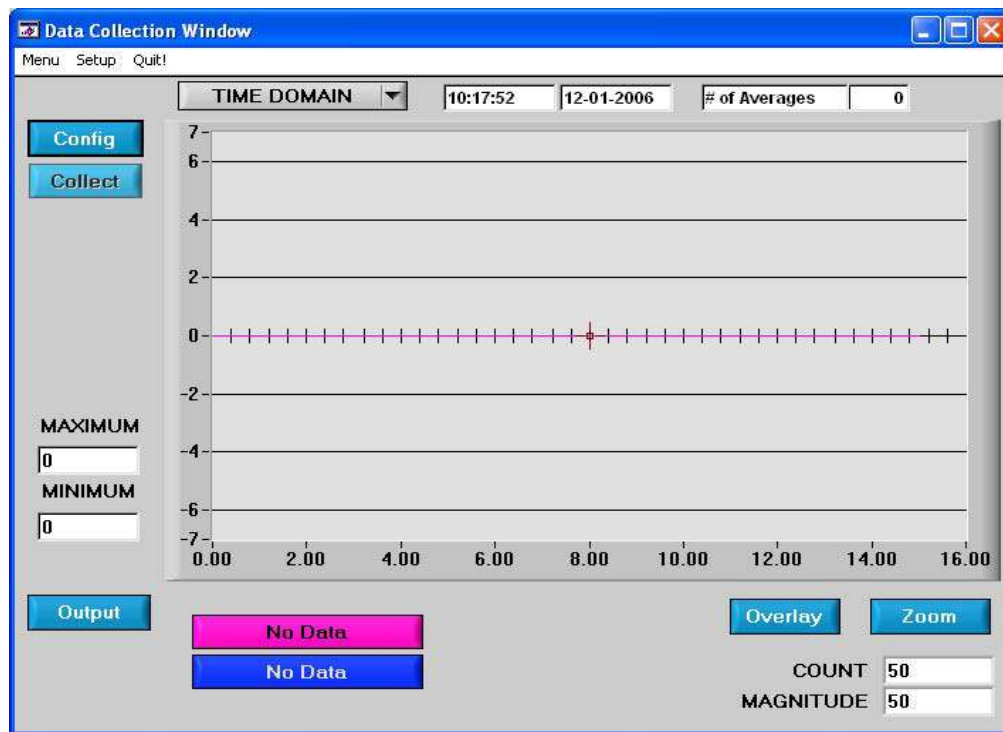 Data Collection Window
Menu Setup Quit!
TIME DOMAIN 10:17:52 12-01-2006 # of Averages 0
Config
Collect
7
6
4
2
0
-2
-4
-6
-7
0.00 2.00 4.00 6.00 8.00 10.00 12.00 14.00 16.00
MAXIMUM
0
MINIMUM
0
Output
No Data
No Data
Overlay Zoom
COUNT 50
MAGNITUDE 50